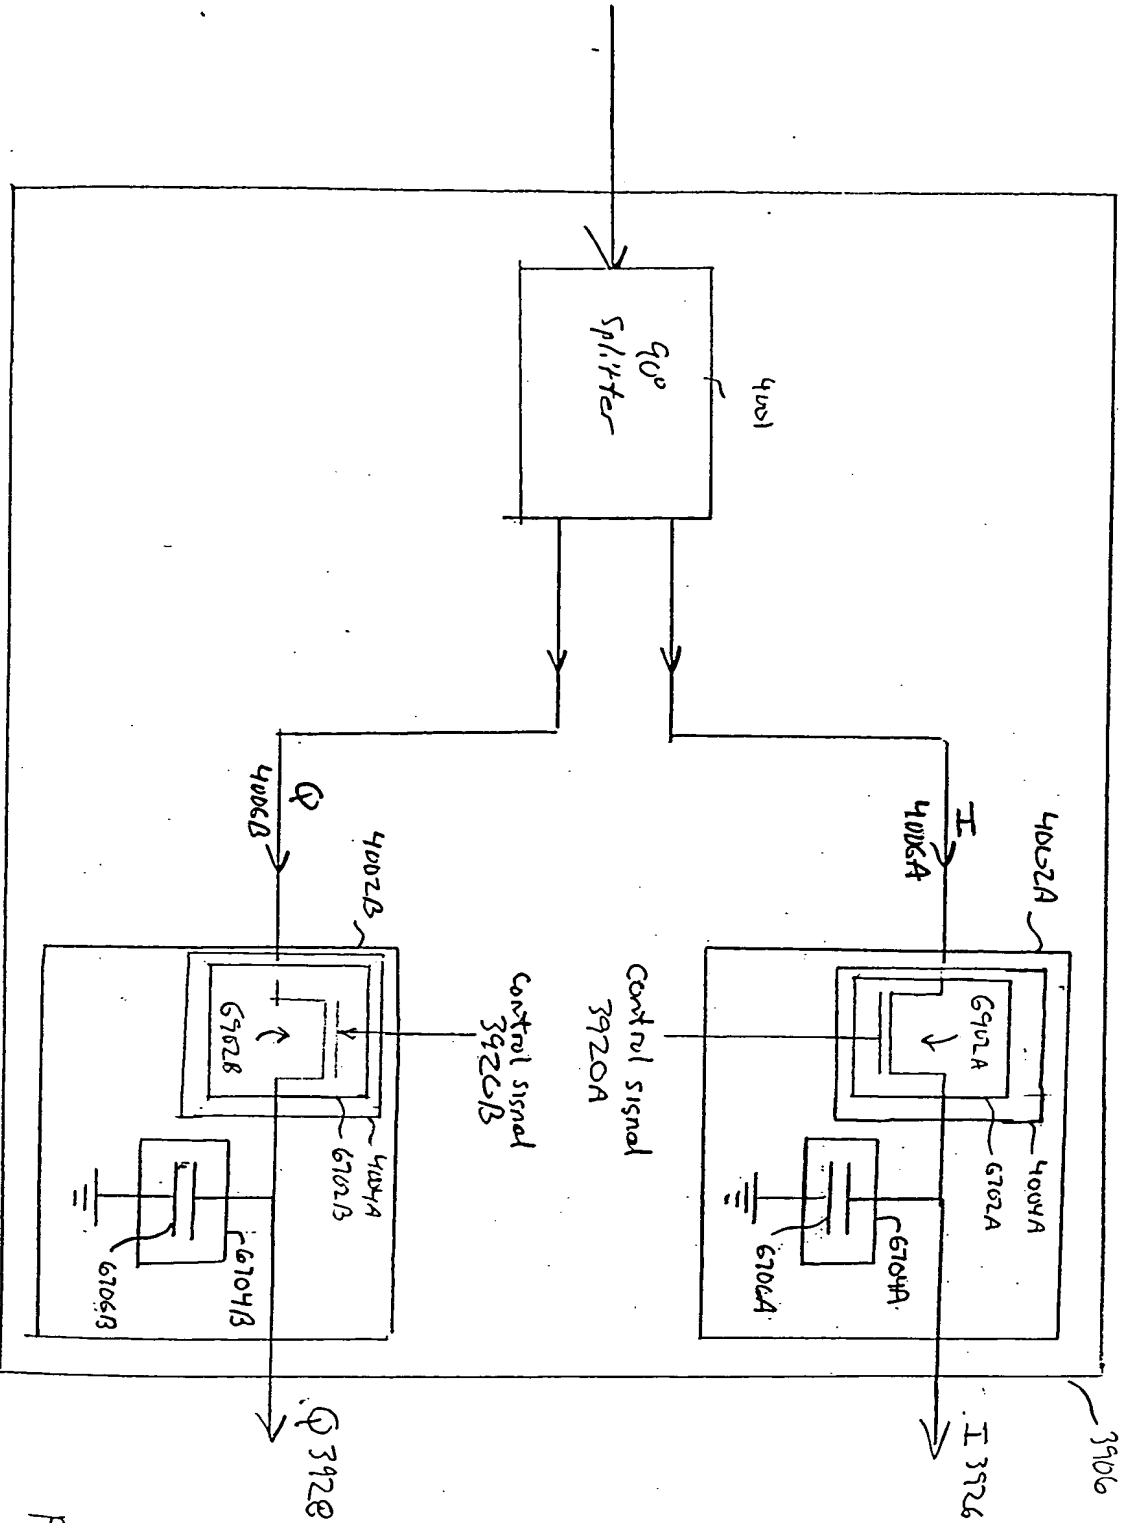 3906
4001
90°
Splitter
I
4006A
4002A
6902A
4004A
6702A
6704A
6706A
I 3926
Control signal
3920A
Control signal
3920B
Q
4006B
4002B
6902B
4004A
6702B
6704B
6706B
Q 3928